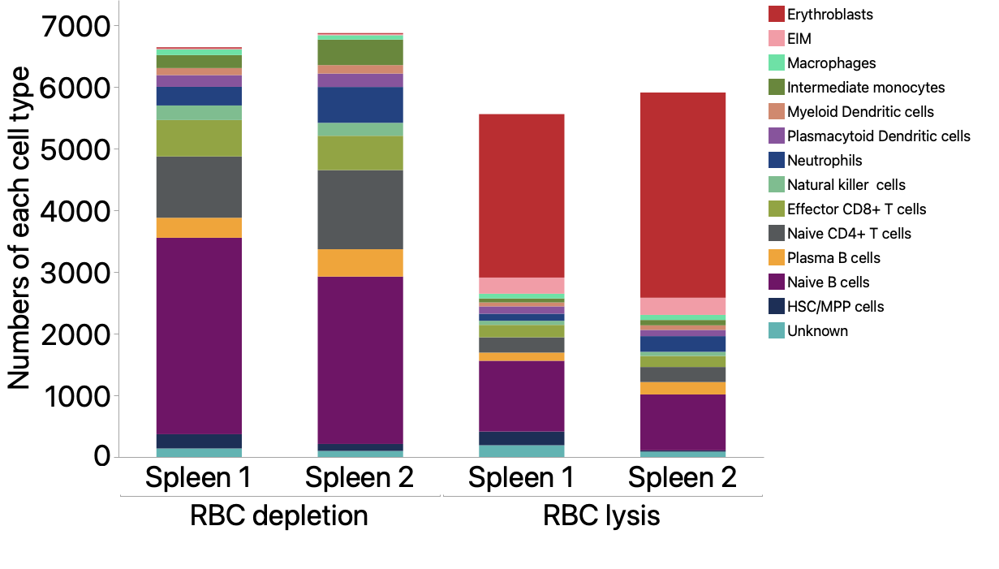 Numbers of each cell type
7000
6000
5000
4000
3000
2000
1000
0
Spleen 1
Spleen 2
Spleen 1
Spleen 2
RBC depletion
RBC lysis
Erythroblasts
EIM
Macrophages
Intermediate monocytes
Myeloid Dendritic cells
Plasmacytoid Dendritic cells
Neutrophils
Natural killer  cells
Effector CD8+ T cells
Naive CD4+ T cells
Plasma B cells
Naive B cells
HSC/MPP cells
Unknown